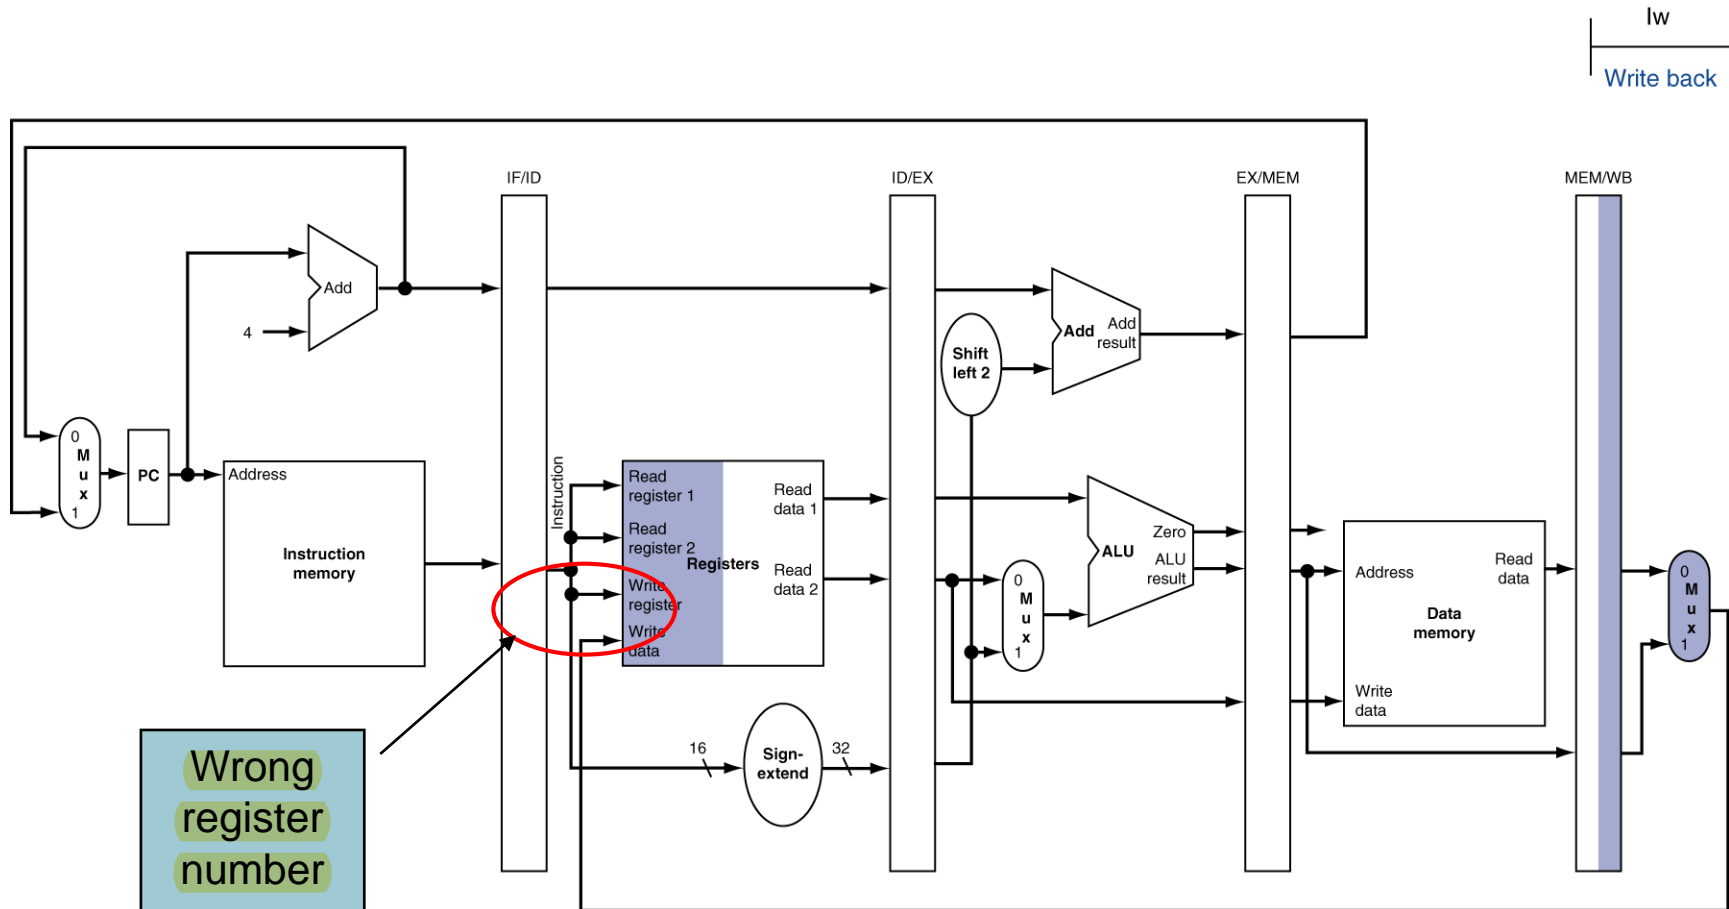 lw
Write back
IF/ID
ID/EX
EX/MEM
MEM/WB
Add
4
Add
Add
result
Shift
left 2
0
M
u
x
1
PC
Address
Instruction
memory
Instruction
Read
register 1
Read
register 2
Write
register
Write
data
Registers
Read
data 1
Read
data 2
0
M
u
x
1
Zero
ALU
ALU
result
Address
Read
data
Data
memory
Write
data
0
M
u
x
1
16
Sign-
extend
32
Wrong
register
number